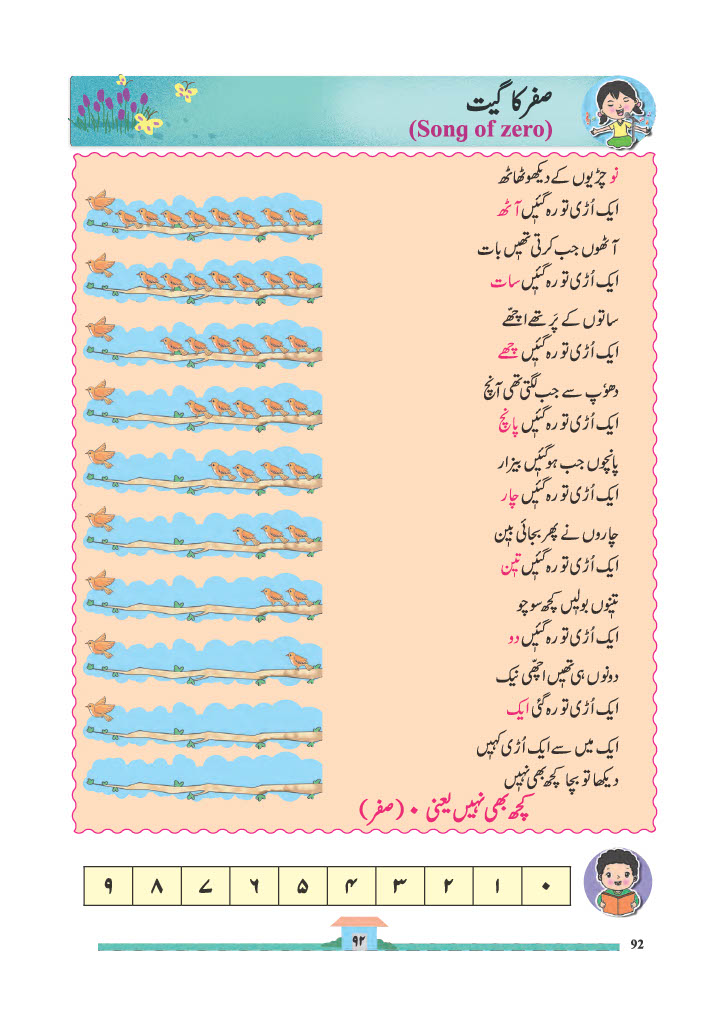 صفر کا گیت
(Song of zero)
نو چڑیوں کے دیکھو ٹھاٹھ
ایک اُڑی تو رہ گئیں آٹھ
آٹھوں جب کرتی تھیں بات
ایک اُڑی تو رہ گئیں سات
ساتوں کے پَر تھے اچھّے
ایک اُڑی تو رہ گئیں چھے
دھوٗپ سے جب لگتی تھی آنچ
ایک اُڑی تو رہ گئیں پانچ
پانچوں جب ہوگئیں بیزار
ایک اُڑی تو رہ گئیں چار
چاروں نے پھر بجائی بین
ایک اُڑی تو رہ گئیں تین
تینوں بولیں کچھ سوچو
ایک اُڑی تو رہ گئیں دو
دونوں ہی تھیں اچھّی نیک
ایک اُڑی تو رہ گئی ایک
ایک میں سے ایک اُڑی کہیں
دیکھا تو بچا کچھ بھی نہیں
کچھ بھی نہیں یعنی ۰ (صفر)
۰ ۱ ۲ ۳ ۴ ۵ ۶ ۷ ۸ ۹
۹۲
92